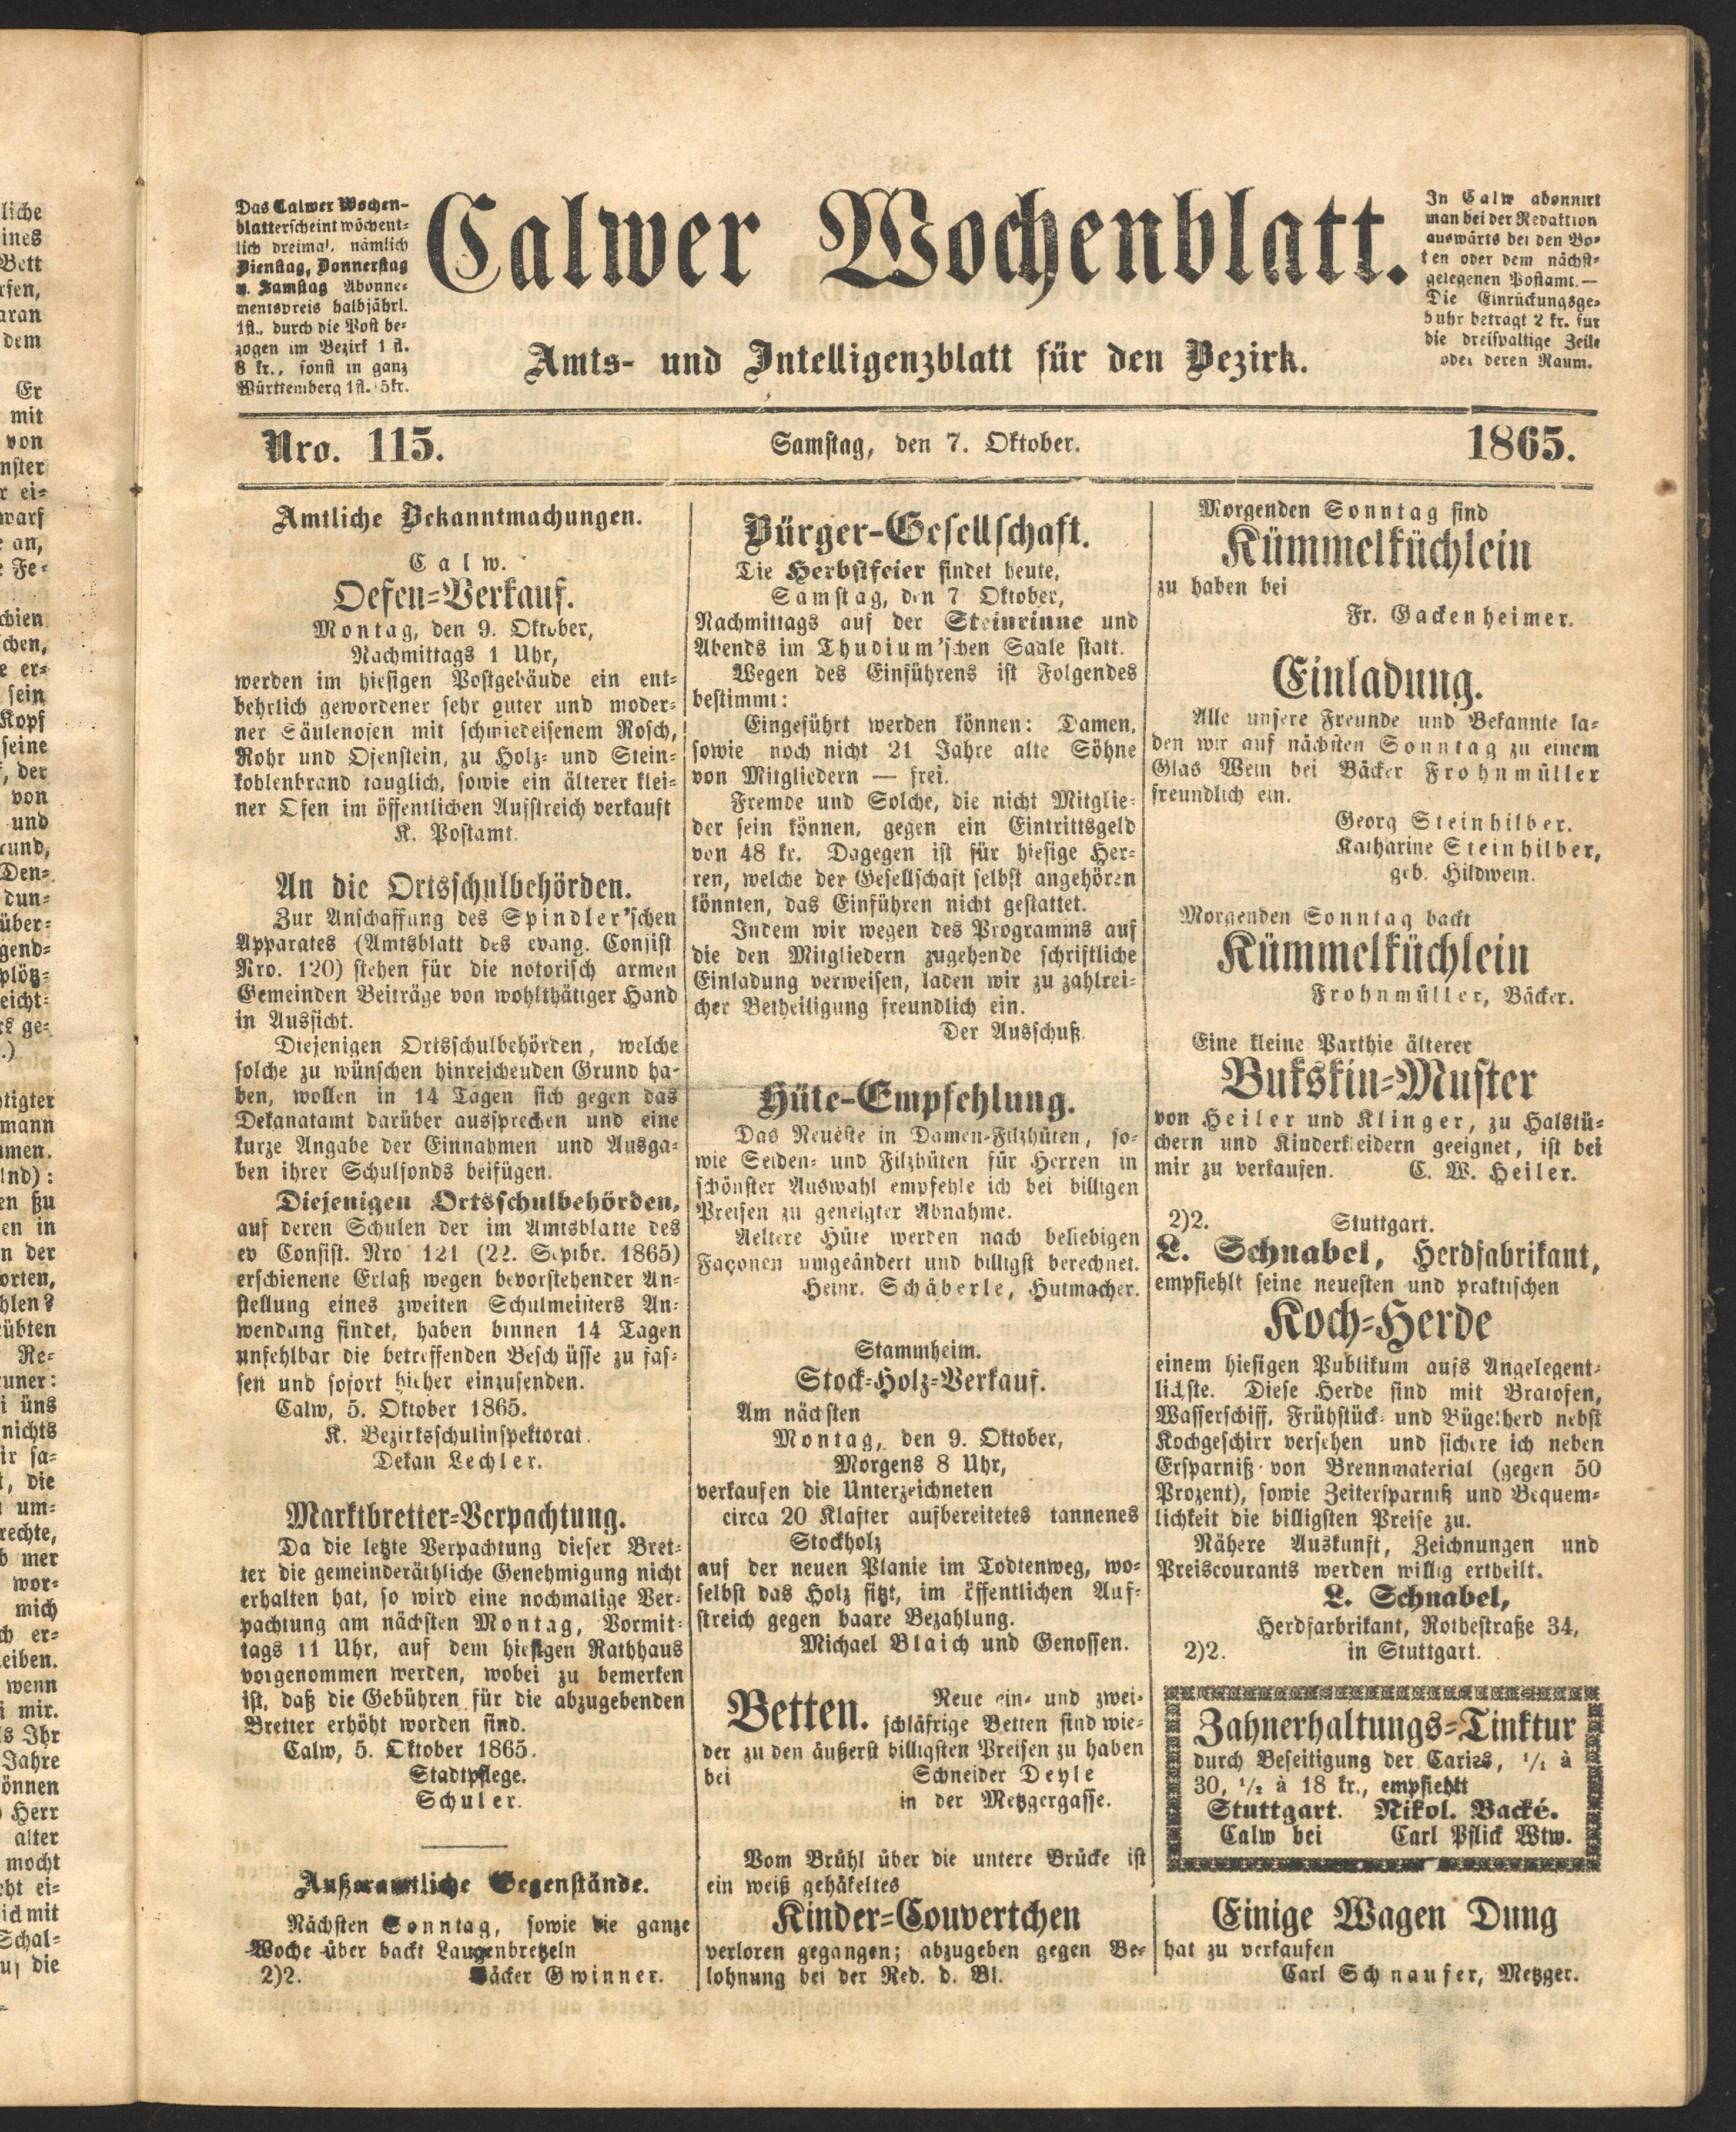 Das Calwer Wochen-
blatt erscheint wöchent-
lich dreimal, nämlich
Dienstag, Donnerstag
u. Samstag Abonne-
mentspreis halbjährl.
1fl., durch die Post be-
zogen im Bezirk 1 fl.
8 kr., sonst in ganz
Württemberg 1fl. 15kr.
Calwer Wochenblatt.
Amts- und Intelligenzblatt für den Bezirk.
In Calw abonnirt
man bei der Redaktion
auswärts bei den Bo-
ten oder dem nächst-
gelegenen Postamt.—
Die Einrückungsge-
buhr betragt 2 kr. für
die dreispaltige Zeile
oder deren Raum.
Nro. 115.
Samstag, den 7. Oktober.
1865.
Amtliche Bekanntmachungen.
Calw.
Oefen-Verkauf.
Montag, den 9. Oktober,
Nachmittags 1 Uhr,
werden im hiesigen Postgebäude ein ent-
behrlich gewordener sehr guter und moder-
ner Säulenofen mit schmiedeisenem Rosch,
Rohr und Ofenstein, zu Holz- und Stein-
kohlenbrand tauglich, sowie ein älterer klei-
ner Ofen im öffentlichen Aufstreich verkauft
K. Postamt.
An die Ortsschulbehörden.
Zur Anschaffung des Spindler'schen
Apparates (Amtsblatt des evang. Consist
Nro. 120) stehen für die notorisch armen
Gemeinden Beiträge von wohlthätiger Hand
in Aussicht.
Diejenigen Ortsschulbehörden, welche
solche zu wünschen hinreichenden Grund ha-
ben, wollen in 14 Tagen sich gegen das
Dekanatamt darüber aussprechen und eine
kurze Angabe der Einnahmen und Ausga-
ben ihrer Schulfonds beifügen.
Diejenigen Ortsschulbehörden,
auf deren Schulen der im Amtsblatte des
ev Consist. Nro 121 (22. Septbr. 1865)
erschienene Erlaß wegen bevorstehender An-
stellung eines zweiten Schulmeisters An-
wendung findet, haben binnen 14 Tagen
unfehlbar die betreffenden Beschlüsse zu fas-
sen und sofort hieher einzusenden.
Calw, 5. Oktober 1865.
K. Bezirksschulinspektorat.
Dekan Lechler.
Marktbretter-Verpachtung.
Da die letzte Verpachtung dieser Bret-
ter die gemeinderäthliche Genehmigung nicht
erhalten hat, so wird eine nochmalige Ver-
pachtung am nächsten Montag, Vormit-
tags 11 Uhr, auf dem hiesigen Rathhaus
vorgenommen werden, wobei zu bemerken
ist, daß die Gebühren für die abzugebenden
Bretter erhöht worden sind.
Calw, 5. Oktober 1865.
Stadtpflege.
Schuler.
Außeramtliche Gegenstände.
Nächsten Sonntag, sowie die ganze
Woche über backt Laugenbretzeln
2)2. Bäcker Gwinner.
Bürger-Gesellschaft.
Die Herbstfeier findet heute,
Samstag, den 7 Oktober,
Nachmittags auf der Steinrinne und
Abends im Thudium'schen Saale statt.
Wegen des Einführens ist Folgendes
bestimmt:
Eingeführt werden können: Damen,
sowie noch nicht 21 Jahre alte Söhne
von Mitgliedern — frei.
Fremde und Solche, die nicht Mitglie-
der sein können, gegen ein Eintrittsgeld
von 48 kr. Dagegen ist für hiesige Her-
ren, welche der Gesellschaft selbst angehören
könnten, das Einführen nicht gestattet.
Indem wir wegen des Programms auf
die den Mitgliedern zugehende schriftliche
Einladung verweisen, laden wir zu zahlrei-
cher Betheiligung freundlich ein.
Der Ausschuß.
Hüte-Empfehlung.
Das Neueste in Damen-Filzhüten, so-
wie Seiden- und Filzhüten für Herren in
schönster Auswahl empfehle ich bei billigen
Preisen zu geneigter Abnahme.
Aeltere Hüte werden nach beliebigen
Façonen umgeändert und billigst berechnet.
Heinr. Schäberle, Hutmacher.
Stammheim.
Stock-Holz-Verkauf.
Am nächsten
Montag, den 9. Oktober,
Morgens 8 Uhr,
verkaufen die Unterzeichneten
circa 20 Klafter aufbereitetes tannenes
Stockholz
auf der neuen Planie im Todtenweg, wo-
selbst das Holz sitzt, im öffentlichen Auf-
streich gegen baare Bezahlung.
Michael Blaich und Genossen.
Betten. Neue ein- und zwei-
schläfrige Betten sind wie-
der zu den äußerst billigsten Preisen zu haben
bei Schneider Deyle
in der Metzgergasse.
Vom Brühl über die untere Brücke ist
ein weiß gehäkeltes
Kinder-Couvertchen
verloren gegangen; abzugeben gegen Be-
lohnung bei der Red. d. Bl.
Morgenden Sonntag sind
Kümmelküchlein
zu haben bei
Fr. Gackenheimer.
Einladung.
Alle unsere Freunde und Bekannte la-
den wir auf nächsten Sonntag zu einem
Glas Wein bei Bäcker Frohnmüller
freundlich ein.
Georg Steinhilber.
Katharine Steinhilber,
geb. Hildwein.
Morgenden Sonntag backt
Kümmelküchlein
Frohnmüller, Bäcker.
Eine kleine Parthie älterer
Bukskin-Muster
von Heiler und Klinger, zu Halstü-
chern und Kinderkleidern geeignet, ist bei
mir zu verkaufen. C. W. Heiler.
2)2. Stuttgart.
L. Schnabel, Herdfabrikant,
empfiehlt seine neuesten und praktischen
Koch-Herde
einem hiesigen Publikum aufs Angelegent-
lichste. Diese Herde sind mit Bratofen,
Wasserschiff, Frühstück- und Bügelherd nebst
Kochgeschirr versehen und sichere ich neben
Ersparniß von Brennmaterial (gegen 50
Prozent), sowie Zeitersparniß und Bequem-
lichkeit die billigsten Preise zu.
Nähere Auskunft, Zeichnungen und
Preiscourants werden willig ertheilt.
L. Schnabel,
Herdfarbrikant, Rothestraße 34,
2)2. in Stuttgart.
Zahnerhaltungs-Tinktur
durch Beseitigung der Caries, 1/1 à
30, 1/2 à 18 kr., empfiehlt
Stuttgart. Nikol. Backé.
Calw bei Carl Pflick Wtw.
Einige Wagen Dung
hat zu verkaufen
Carl Schnaufer, Metzger.